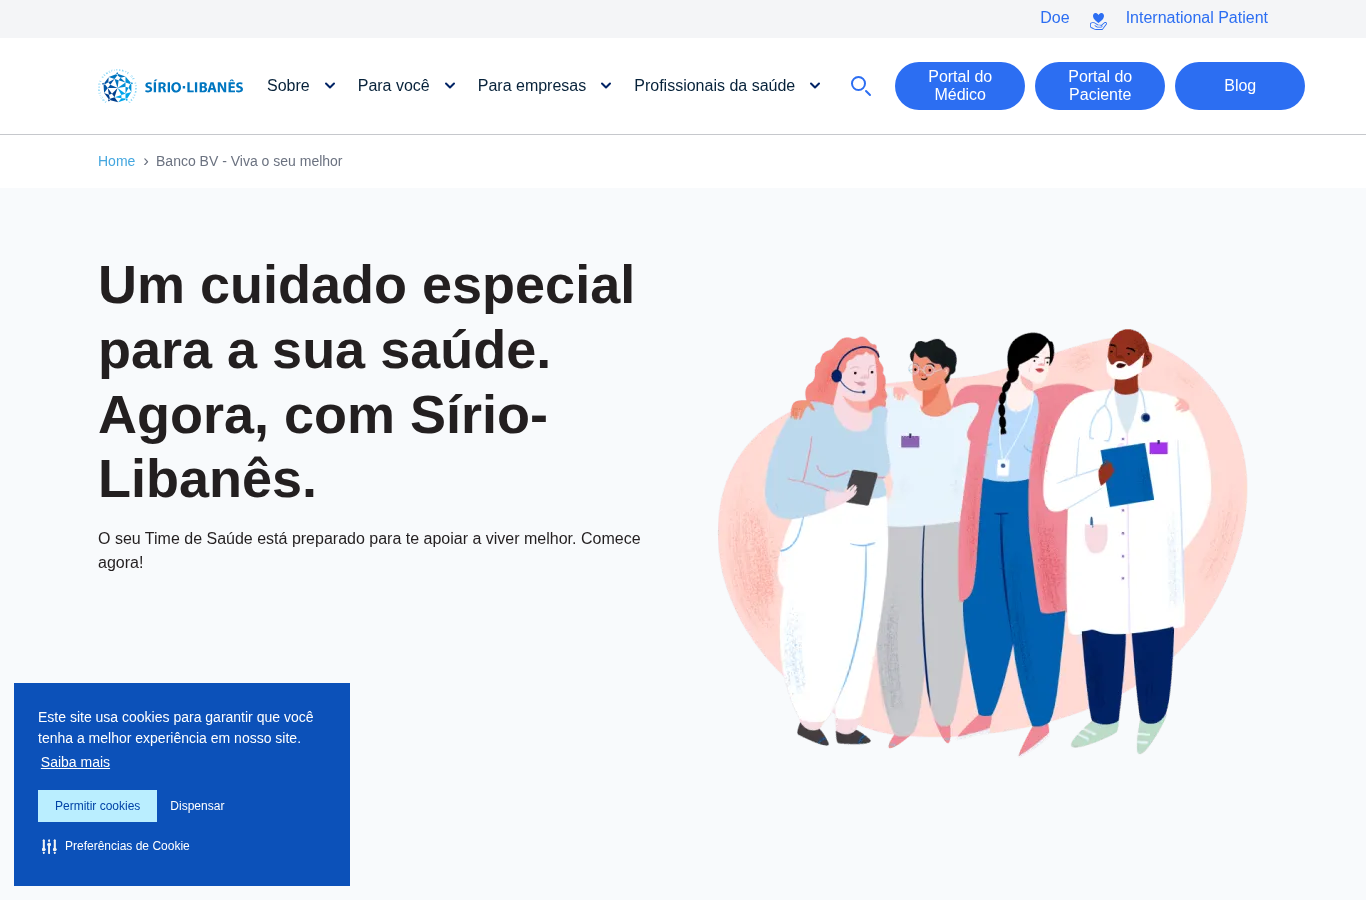 Doe
International Patient
SÍRIO·LIBANÊS
Sobre
Para você
Para empresas
Profissionais da saúde
Portal do
Médico
Portal do
Paciente
Blog
Home › Banco BV - Viva o seu melhor
Um cuidado especial
para a sua saúde.
Agora, com Sírio-
Libanês.
O seu Time de Saúde está preparado para te apoiar a viver melhor. Comece
agora!
Este site usa cookies para garantir que você
tenha a melhor experiência em nosso site.
Saiba mais
Permitir cookies
Dispensar
Preferências de Cookie